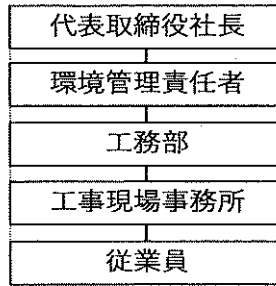 代表取締役社長
環境管理責任者
工務部
工事現場事務所
従業員